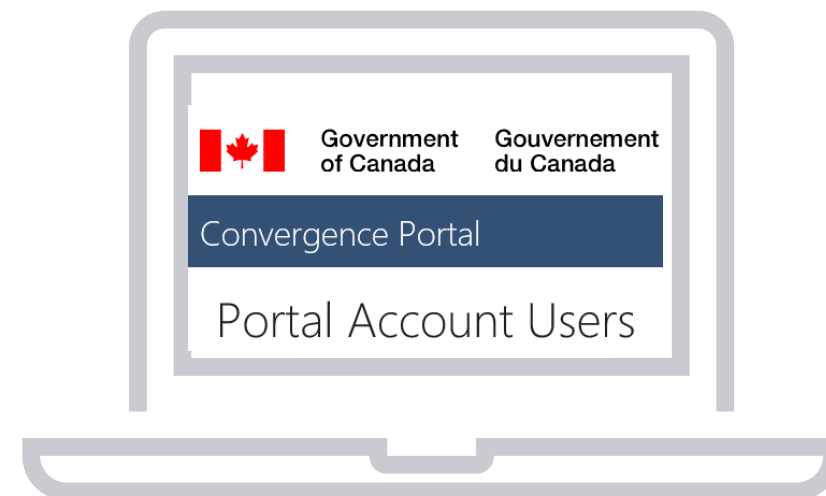 Government
of Canada
Gouvernement
du Canada
Convergence Portal
Portal Account Users